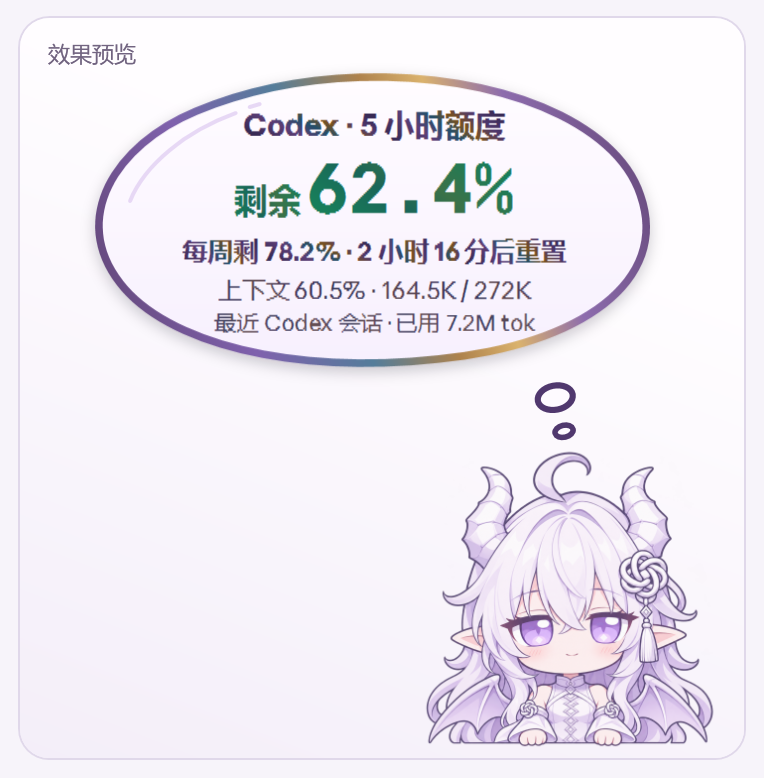 效果预览
Codex · 5 小时额度
剩余 62.4%
每周剩 78.2% · 2 小时 16 分后重置
上下文 60.5% · 164.5K / 272K
最近 Codex 会话 · 已用 7.2M tok